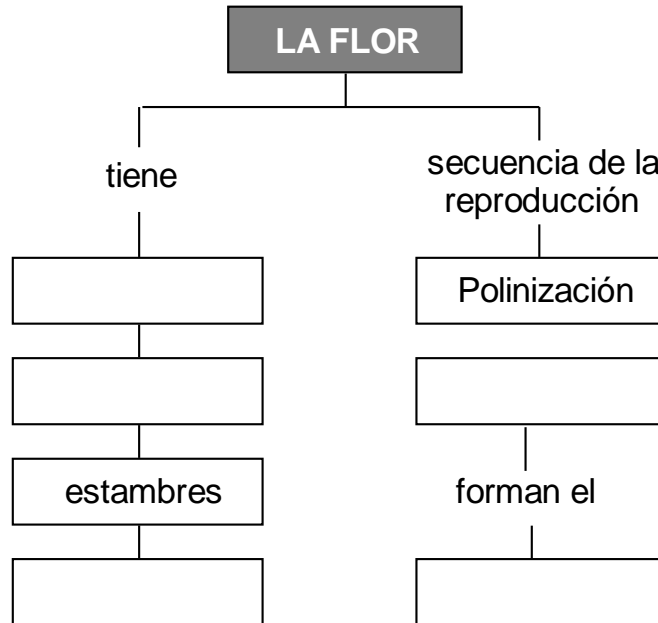 LA FLOR
tiene
secuencia de la
reproducción
Polinización
estambres
forman el